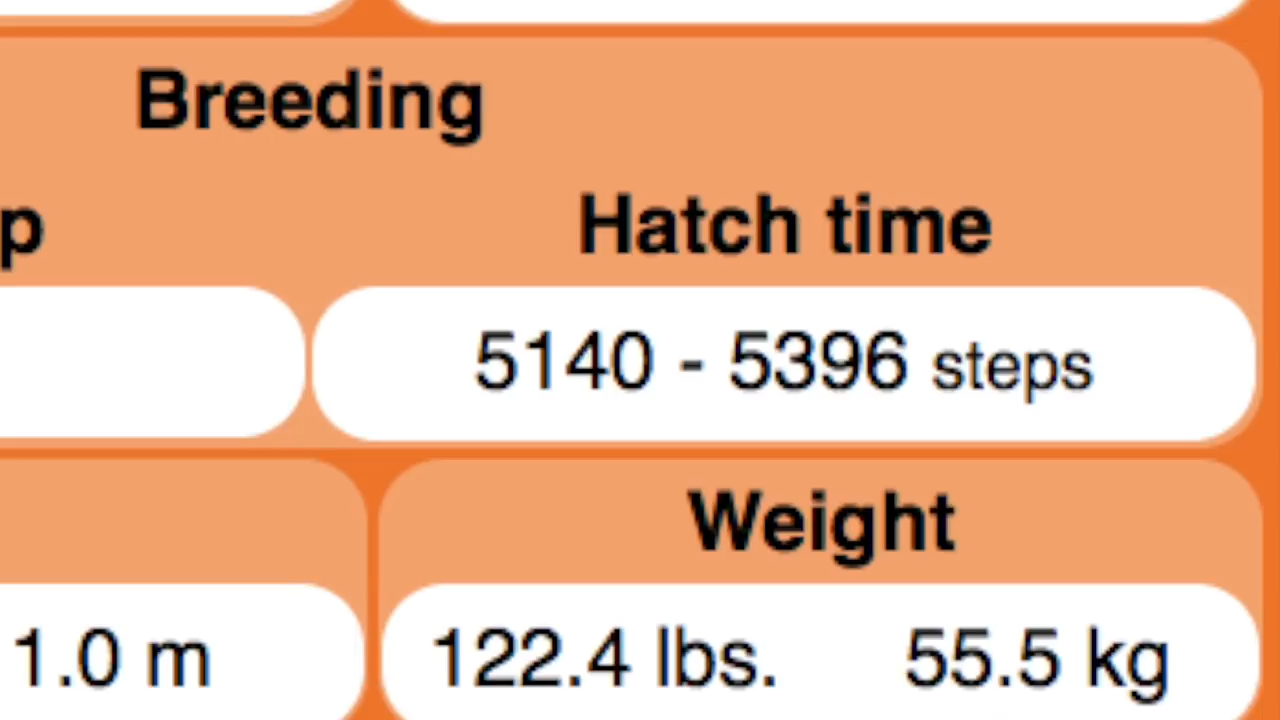 Breeding
p Hatch time
5140 - 5396 steps
Weight
1.0 m 122.4 lbs. 55.5 kg